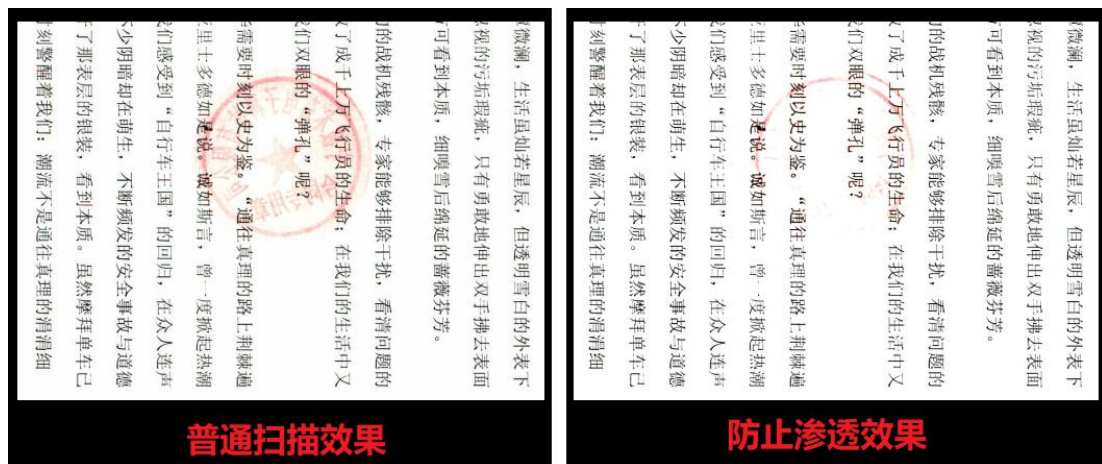 微澜，生活虽灿若星辰，但透明雪白的外表下
视的污垢瑕疵，只有勇敢地伸出双手拂去表面
可看到本质，细嗅雪后绵延的蔷薇芬芳。
的战机残骸，专家能够排除干扰，看清问题的
了成千上万飞行员的生命；在我们的生活中又
们双眼的“弹孔”呢？
需要时刻以史为鉴。“通往真理的路上荆棘遍
里士多德如是说。诚如斯言，曾一度掀起热潮
们感受到“自行车王国”的回归，在众人连声
少阴暗却在萌生，不断频发的安全事故与道德
了那表层的银装，看到本质。虽然摩拜单车已
刻警醒着我们：潮流不是通往真理的涓涓细
合同专用章
普通扫描效果
微澜，生活虽灿若星辰，但透明雪白的外表下
视的污垢瑕疵，只有勇敢地伸出双手拂去表面
可看到本质，细嗅雪后绵延的蔷薇芬芳。
的战机残骸，专家能够排除干扰，看清问题的
了成千上万飞行员的生命；在我们的生活中又
们双眼的“弹孔”呢？
需要时刻以史为鉴。“通往真理的路上荆棘遍
里士多德如是说。诚如斯言，曾一度掀起热潮
们感受到“自行车王国”的回归，在众人连声
少阴暗却在萌生，不断频发的安全事故与道德
了那表层的银装，看到本质。虽然摩拜单车已
刻警醒着我们：潮流不是通往真理的涓涓细
防止渗透效果